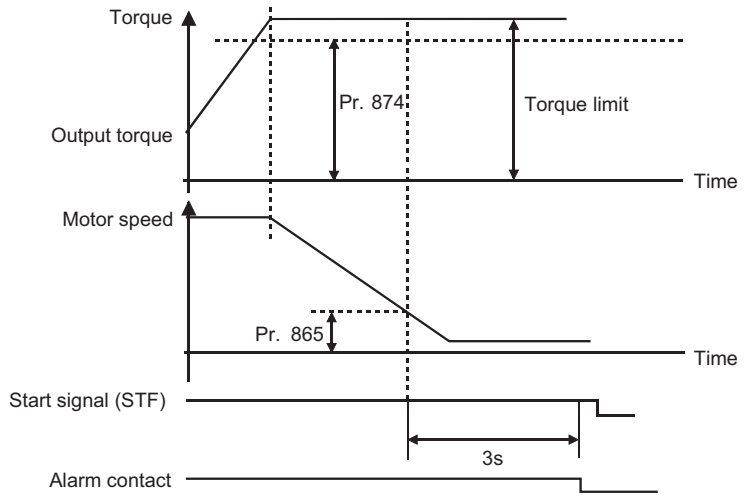 Torque
Pr. 874
Torque limit
Output torque
Time
Motor speed
Pr. 865
Time
Start signal (STF)
3s
Alarm contact